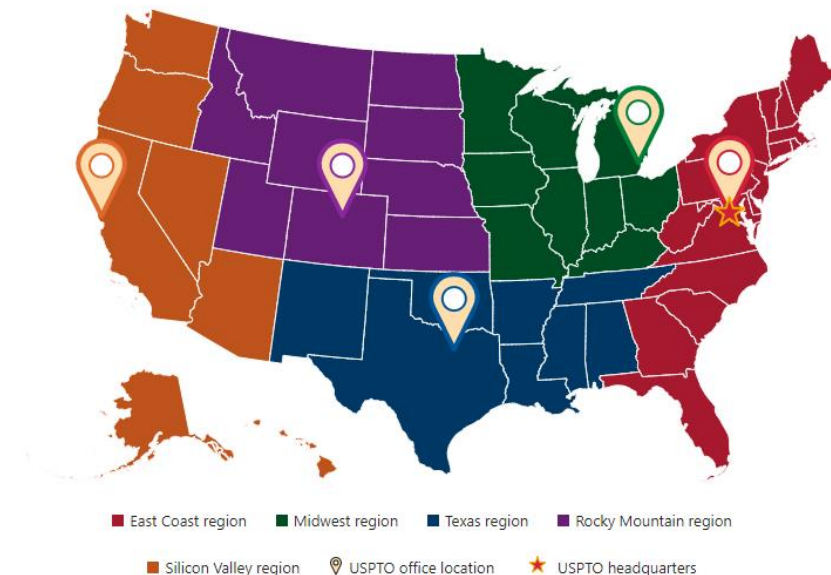 East Coast region Midwest region Texas region Rocky Mountain region
Silicon Valley region USPTO office location USPTO headquarters